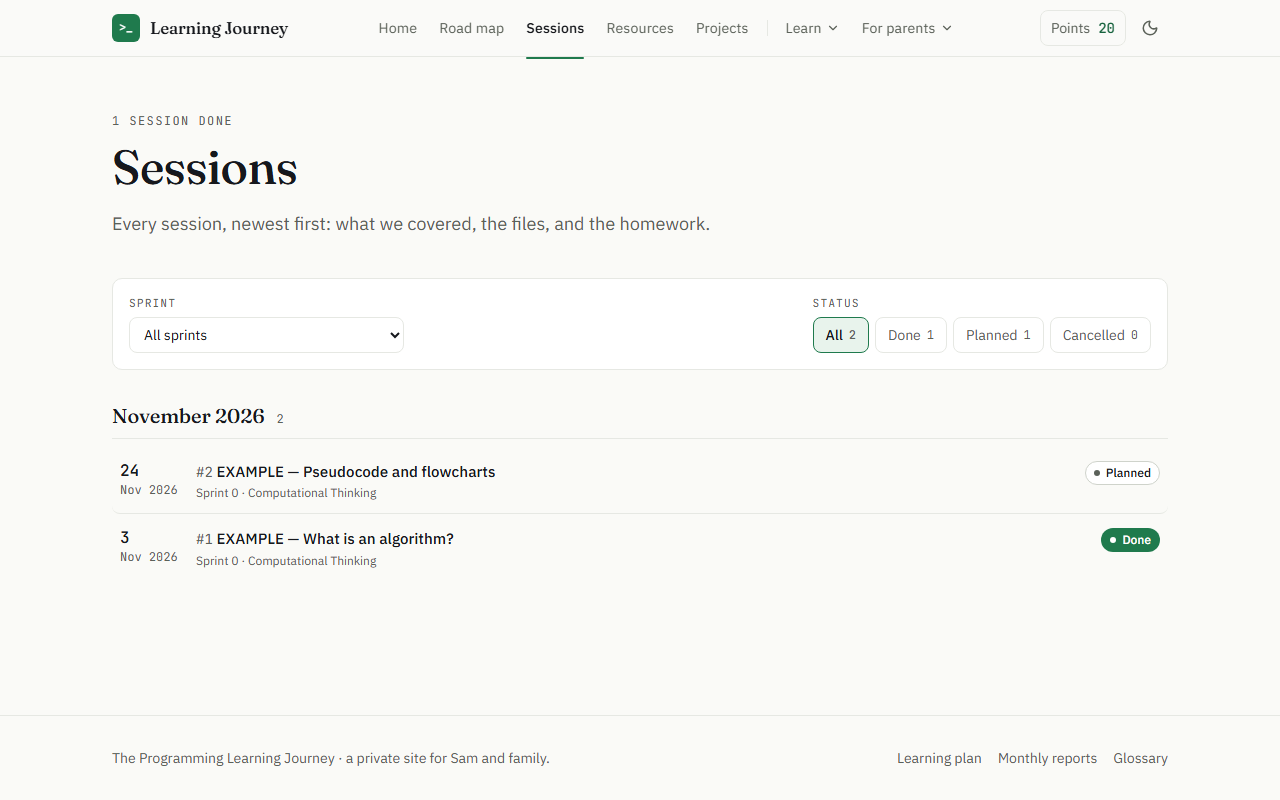 >_ Learning Journey Home Road map Sessions Resources Projects Learn For parents Points 20
1 SESSION DONE
Sessions
Every session, newest first: what we covered, the files, and the homework.
SPRINT STATUS
All sprints All 2 Done 1 Planned 1 Cancelled 0
November 2026 2
24 #2 EXAMPLE — Pseudocode and flowcharts Planned
Nov 2026 Sprint 0 · Computational Thinking
3 #1 EXAMPLE — What is an algorithm? Done
Nov 2026 Sprint 0 · Computational Thinking
The Programming Learning Journey · a private site for Sam and family. Learning plan Monthly reports Glossary